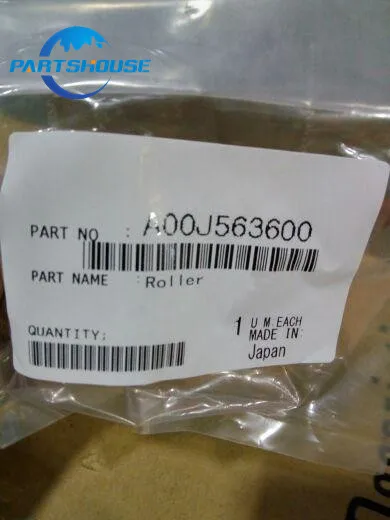 PARTSHOUSE
PART NO : A00J563600
PART NAME : Roller
QUANTITY; 1 U M.EACH
MADE IN:
Japan